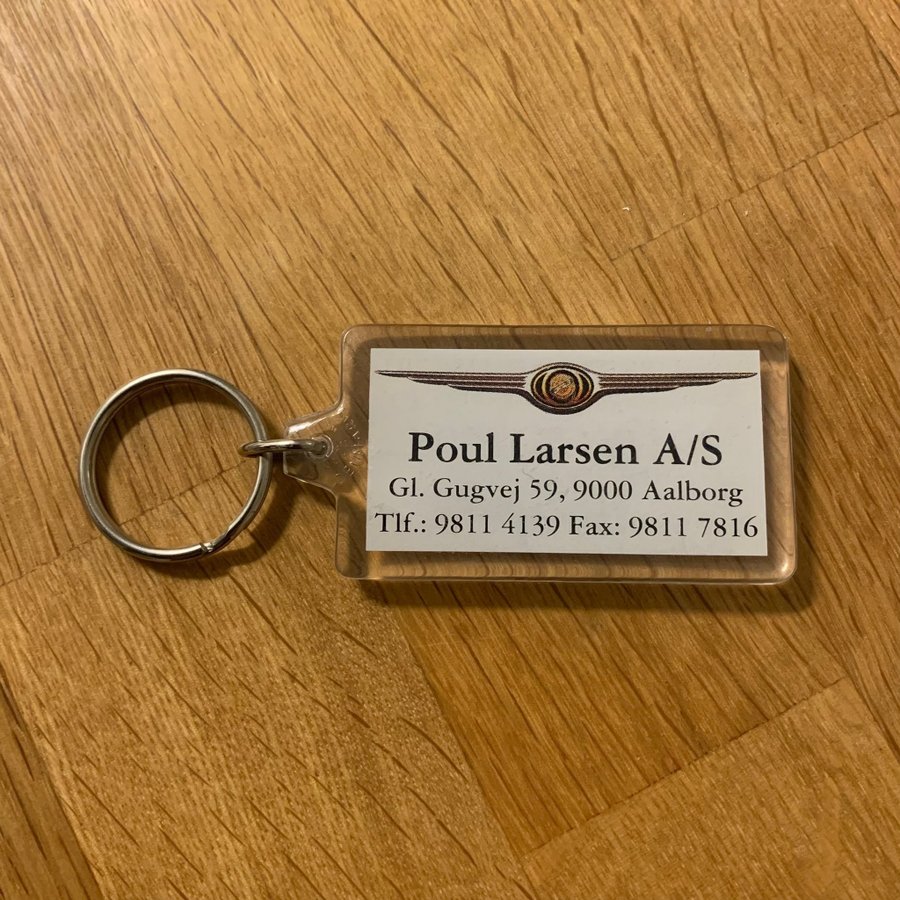 Poul Larsen A/S
Gl. Gugvej 59, 9000 Aalborg
Tlf.: 9811 4139 Fax: 9811 7816